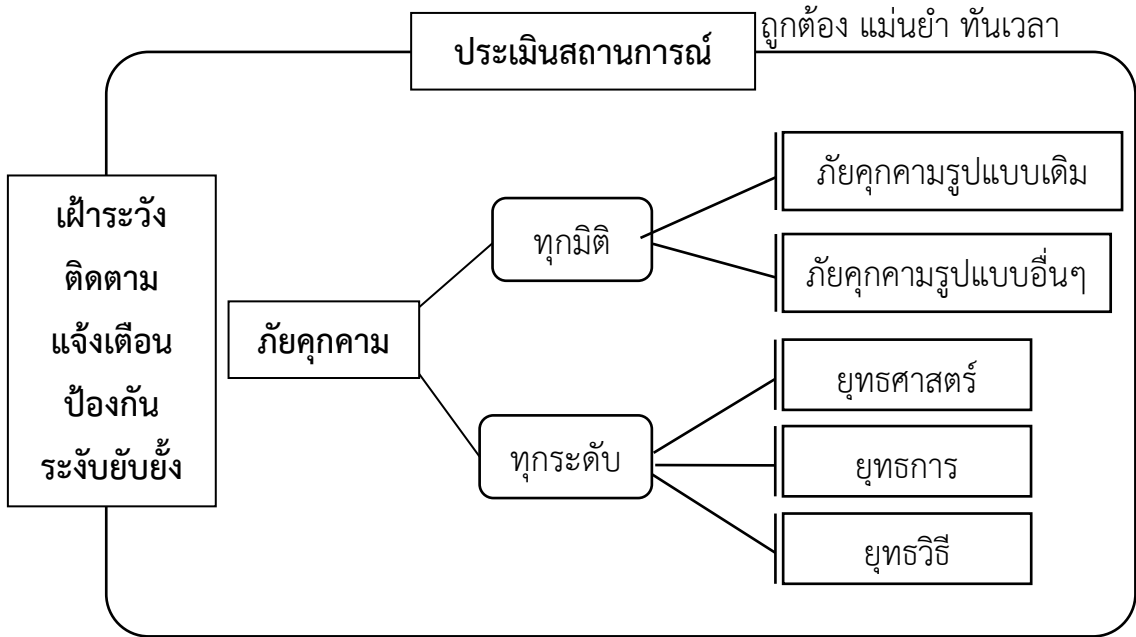 ประเมินสถานการณ์
ถูกต้อง แม่นยำ ทันเวลา
เฝ้าระวัง
ติดตาม
แจ้งเตือน
ป้องกัน
ระงับยับยั้ง
ภัยคุกคาม
ทุกมิติ
ภัยคุกคามรูปแบบเดิม
ภัยคุกคามรูปแบบอื่นๆ
ทุกระดับ
ยุทธศาสตร์
ยุทธการ
ยุทธวิธี